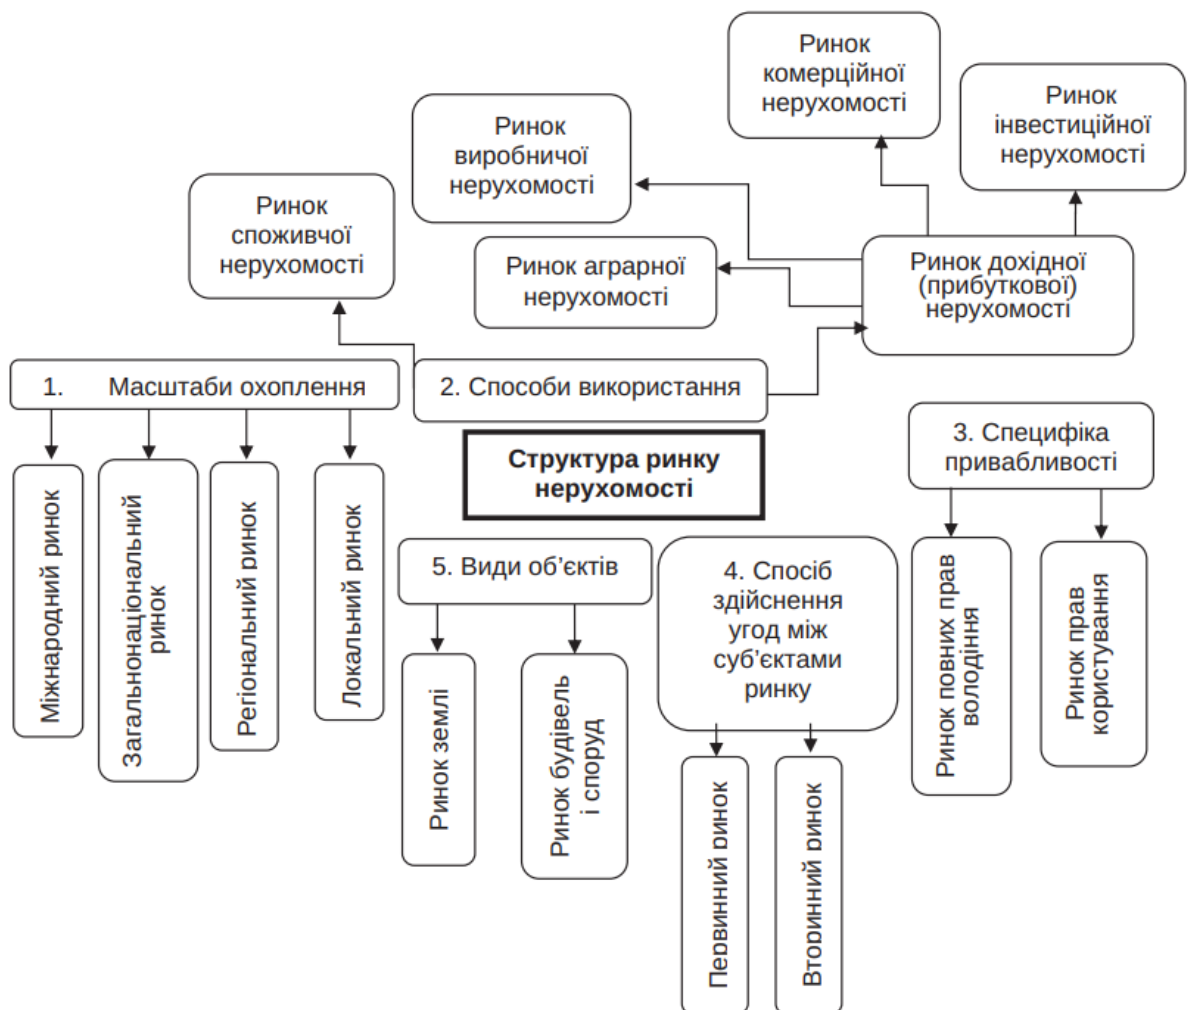 Ринок
комерційної
нерухомості
Ринок
інвестиційної
нерухомості
Ринок
виробничої
нерухомості
Ринок
споживчої
нерухомості
Ринок аграрної
нерухомості
Ринок дохідної
(прибуткової)
нерухомості
1. Масштаби охоплення
2. Способи використання
3. Специфіка
привабливості
Структура ринку
нерухомості
Міжнародний ринок
Загальнонаціональний
ринок
Регіональний ринок
Локальний ринок
5. Види об’єктів
4. Спосіб
здійснення
угод між
суб’єктами
ринку
Ринок повних прав
володіння
Ринок прав
користування
Ринок землі
Ринок будівель
і споруд
Первинний ринок
Вторинний ринок